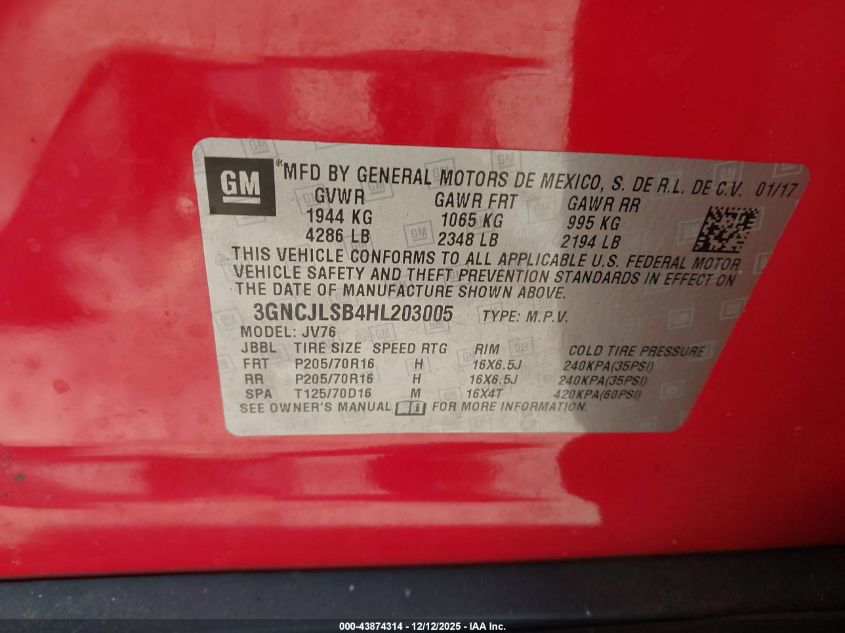 GM ® MFD BY GENERAL MOTORS DE MEXICO, S. DE R.L. DE C.V. 01/17
GVWR GAWR FRT GAWR RR
1944 KG 1065 KG 995 KG
4286 LB 2348 LB 2194 LB
THIS VEHICLE CONFORMS TO ALL APPLICABLE U.S. FEDERAL MOTOR
VEHICLE SAFETY AND THEFT PREVENTION STANDARDS IN EFFECT ON
THE DATE OF MANUFACTURE SHOWN ABOVE.
3GNCJLSB4HL203005 TYPE: M.P.V.
MODEL: JV76
JBBL TIRE SIZE SPEED RTG RIM COLD TIRE PRESSURE
FRT P205/70R16 H 16X6.5J 240KPA(35PSI)
RR P205/70R16 H 16X6.5J 240KPA(35PSI)
SPA T125/70D16 M 16X4T 420KPA(60PSI)
SEE OWNER'S MANUAL FOR MORE INFORMATION.
000-43874314 - 12/12/2025 - IAA Inc.